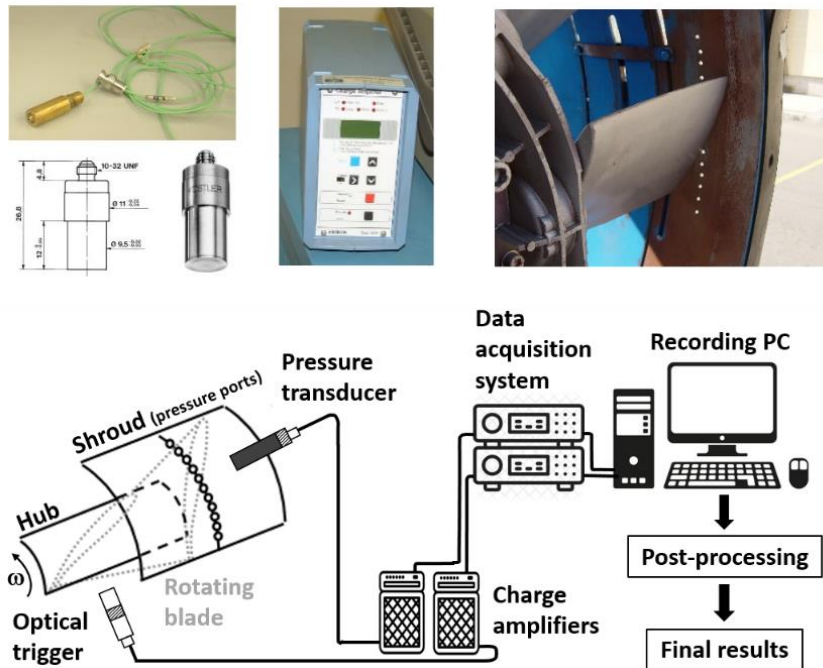 10-32 UNF
4.8
26.8
Ø 11
12
Ø 9.5
Pressure
transducer
Data
acquisition
system
Recording PC
Shroud (pressure ports)
Hub
ω
Rotating
blade
Optical
trigger
Charge
amplifiers
Post-processing
Final results